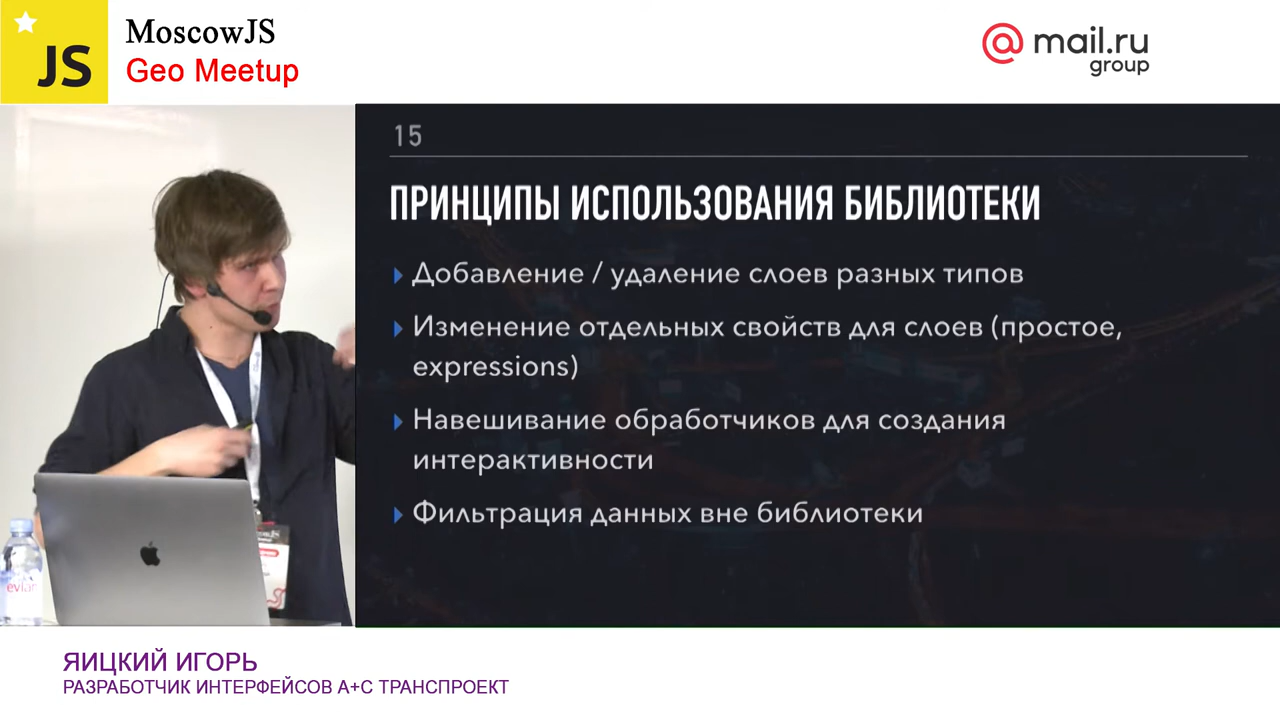 JS
MoscowJS
Geo Meetup
@mail.ru
group
15
ПРИНЦИПЫ ИСПОЛЬЗОВАНИЯ БИБЛИОТЕКИ
Добавление / удаление слоев разных типов
Изменение отдельных свойств для слоев (простое,
expressions)
Навешивание обработчиков для создания
интерактивности
Фильтрация данных вне библиотеки
evian
ЯИЦКИЙ ИГОРЬ
РАЗРАБОТЧИК ИНТЕРФЕЙСОВ А+С ТРАНСПРОЕКТ